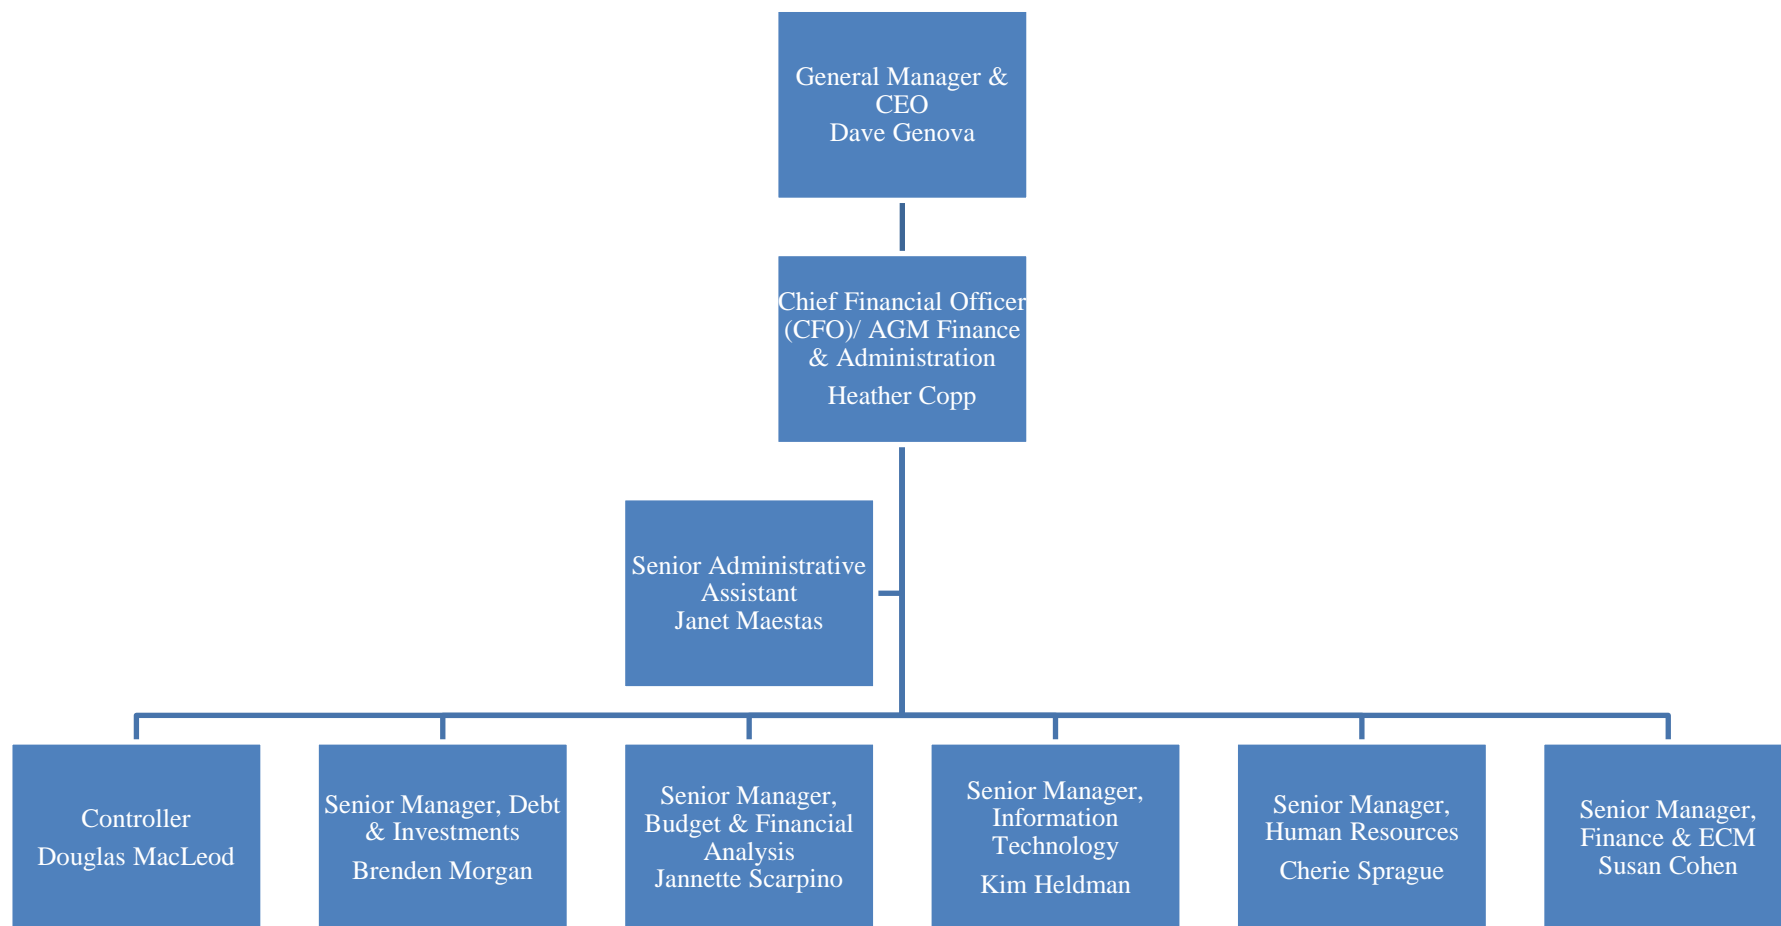 General Manager &
CEO
Dave Genova
Chief Financial Officer
(CFO)/ AGM Finance
& Administration
Heather Copp
Senior Administrative
Assistant
Janet Maestas
Controller
Douglas MacLeod
Senior Manager, Debt
& Investments
Brenden Morgan
Senior Manager,
Budget & Financial
Analysis
Jannette Scarpino
Senior Manager,
Information
Technology
Kim Heldman
Senior Manager,
Human Resources
Cherie Sprague
Senior Manager,
Finance & ECM
Susan Cohen